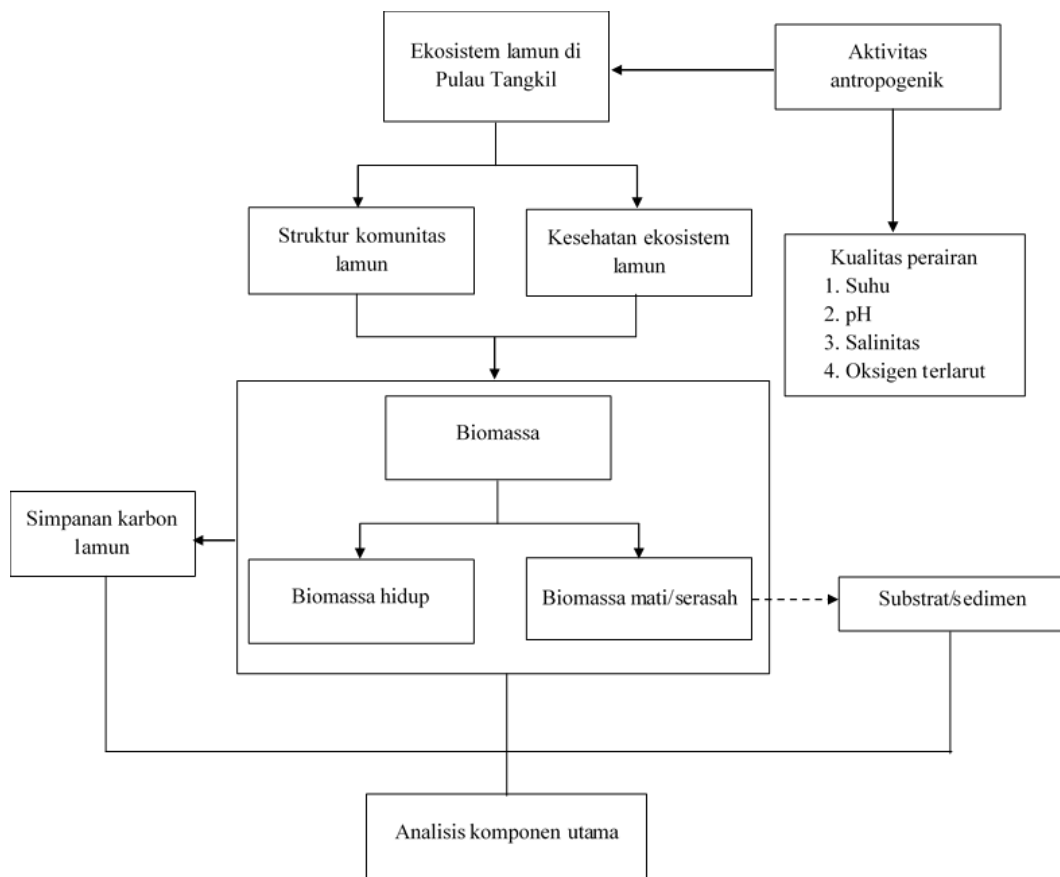 Ekosistem lamun di
Pulau Tangkil
Aktivitas
antropogenik
Struktur komunitas
lamun
Kesehatan ekosistem
lamun
Kualitas perairan
1. Suhu
2. pH
3. Salinitas
4. Oksigen terlarut
Biomassa
Simpanan karbon
lamun
Biomassa hidup
Biomassa mati/serasah
Substrat/sedimen
Analisis komponen utama